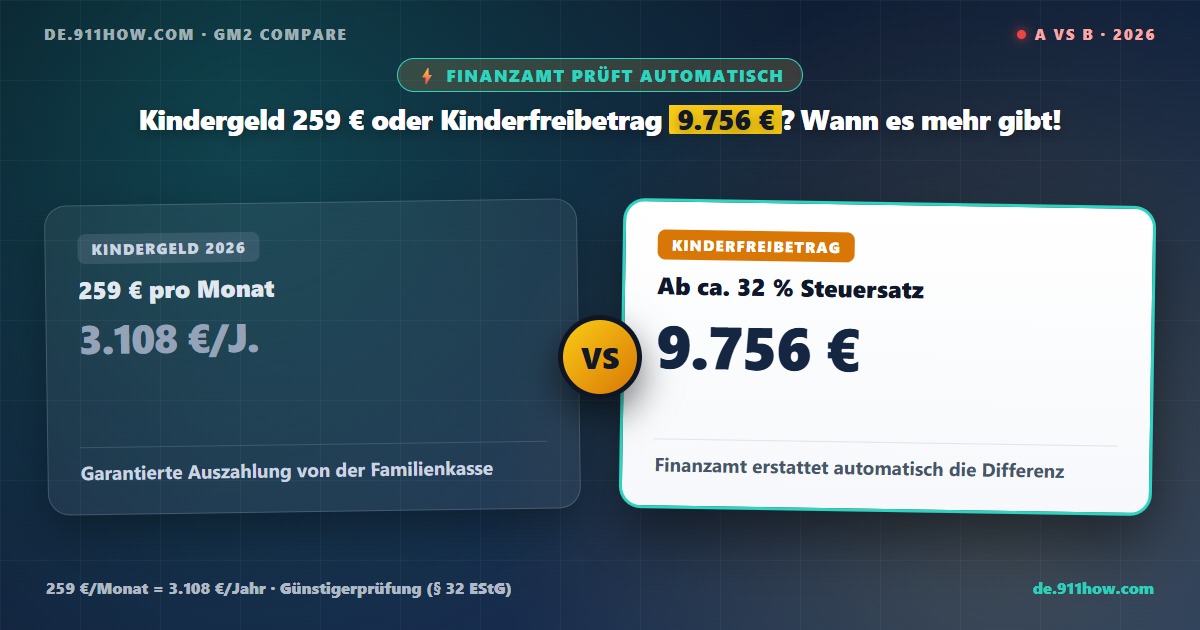 DE.911HOW.COM · GM2 COMPARE
A VS B · 2026
FINANZAMT PRÜFT AUTOMATISCH
Kindergeld 259 € oder Kinderfreibetrag 9.756 €? Wann es mehr gibt!
KINDERGELD 2026
259 € pro Monat
3.108 €/J.
Garantierte Auszahlung von der Familienkasse
VS
KINDERFREIBETRAG
Ab ca. 32 % Steuersatz
9.756 €
Finanzamt erstattet automatisch die Differenz
259 €/Monat = 3.108 €/Jahr · Günstigerprüfung (§ 32 EStG)
de.911how.com